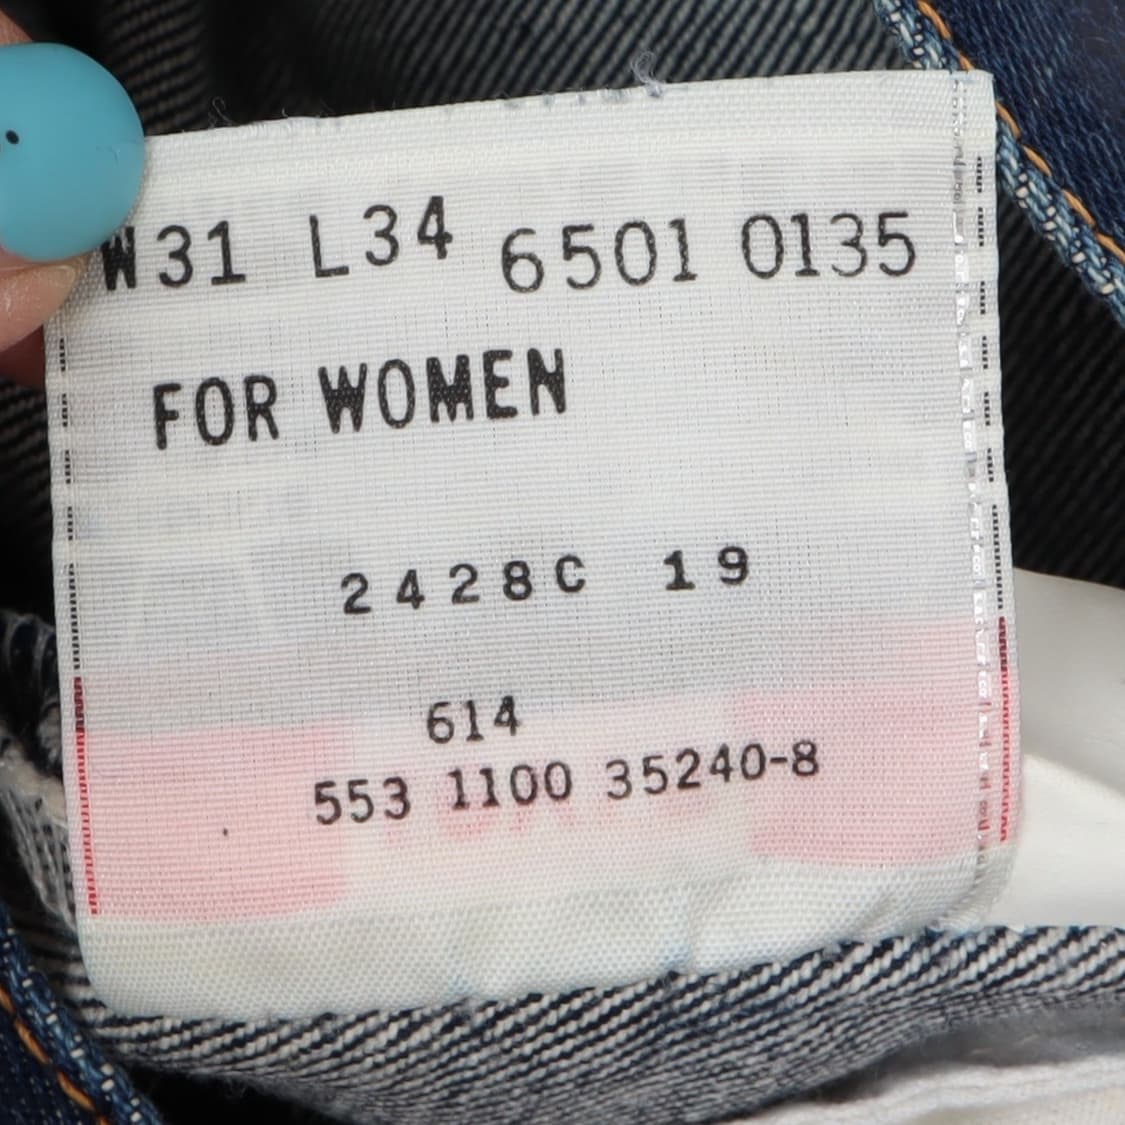 W31 L34 6501 0135
FOR WOMEN
2428C 19
614
553 1100 35240-8